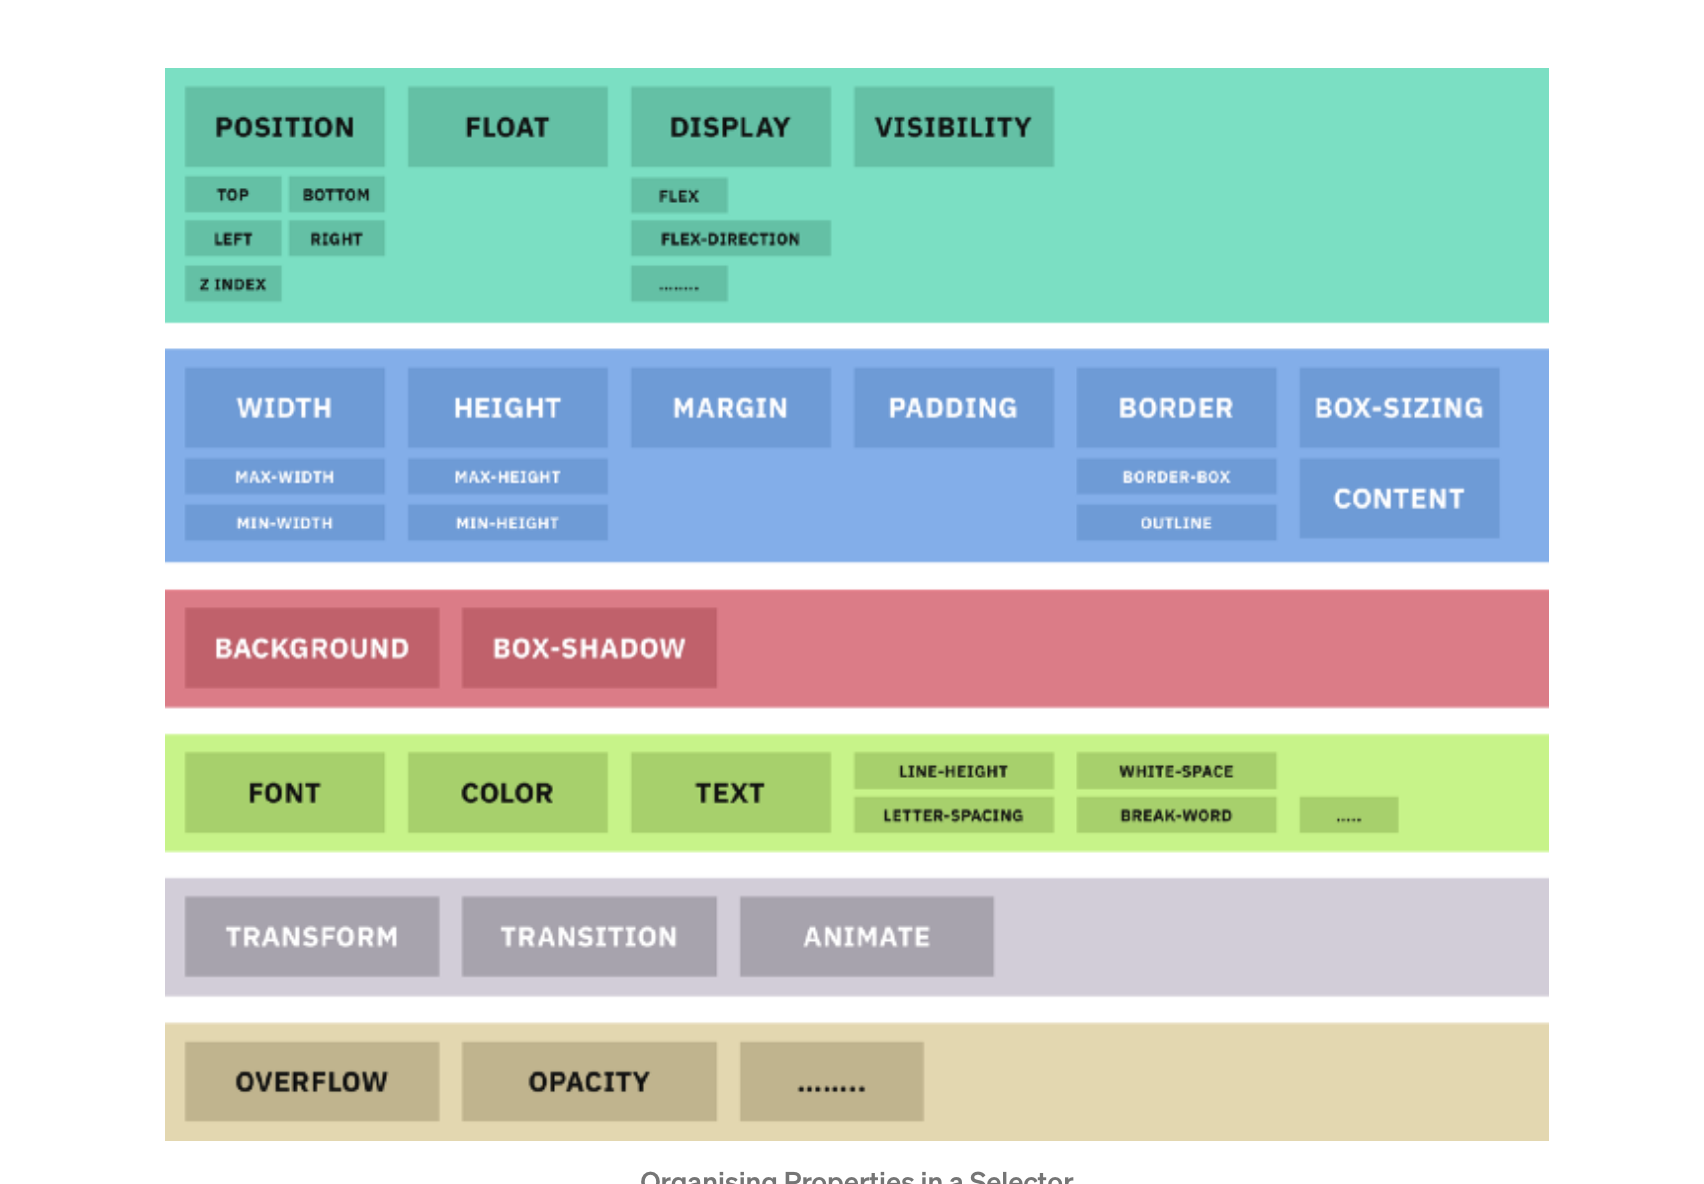 POSITION FLOAT DISPLAY VISIBILITY
TOP BOTTOM FLEX
LEFT RIGHT FLEX-DIRECTION
Z INDEX ........
WIDTH HEIGHT MARGIN PADDING BORDER BOX-SIZING
MAX-WIDTH MAX-HEIGHT BORDER-BOX CONTENT
MIN-WIDTH MIN-HEIGHT OUTLINE
BACKGROUND BOX-SHADOW
FONT COLOR TEXT LINE-HEIGHT WHITE-SPACE
LETTER-SPACING BREAK-WORD .....
TRANSFORM TRANSITION ANIMATE
OVERFLOW OPACITY ........
Organising Properties in a Selector